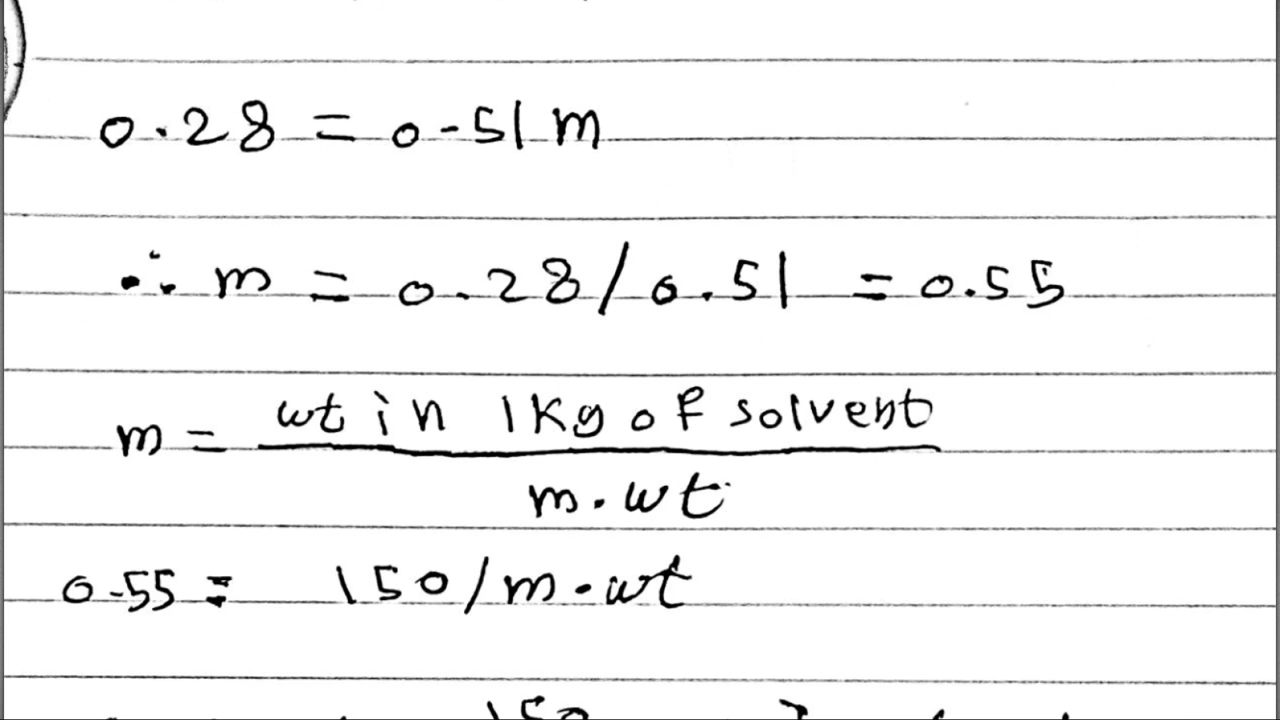 0.28 = 0-51 m
∴ m = 0.28/0.51 = 0.55
m = wt in 1Kg of solvent
m.wt
0.55 = 150/m.wt
150